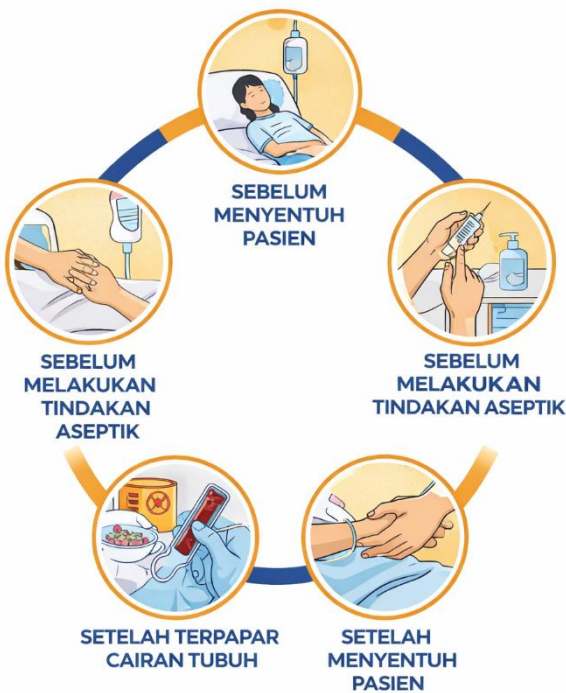 SEBELUM
MENYENTUH
PASIEN
SEBELUM
MELAKUKAN
TINDAKAN
ASEPTIK
SEBELUM
MELAKUKAN
TINDAKAN ASEPTIK
SETELAH TERPAPAR
CAIRAN TUBUH
SETELAH
MENYENTUH
PASIEN